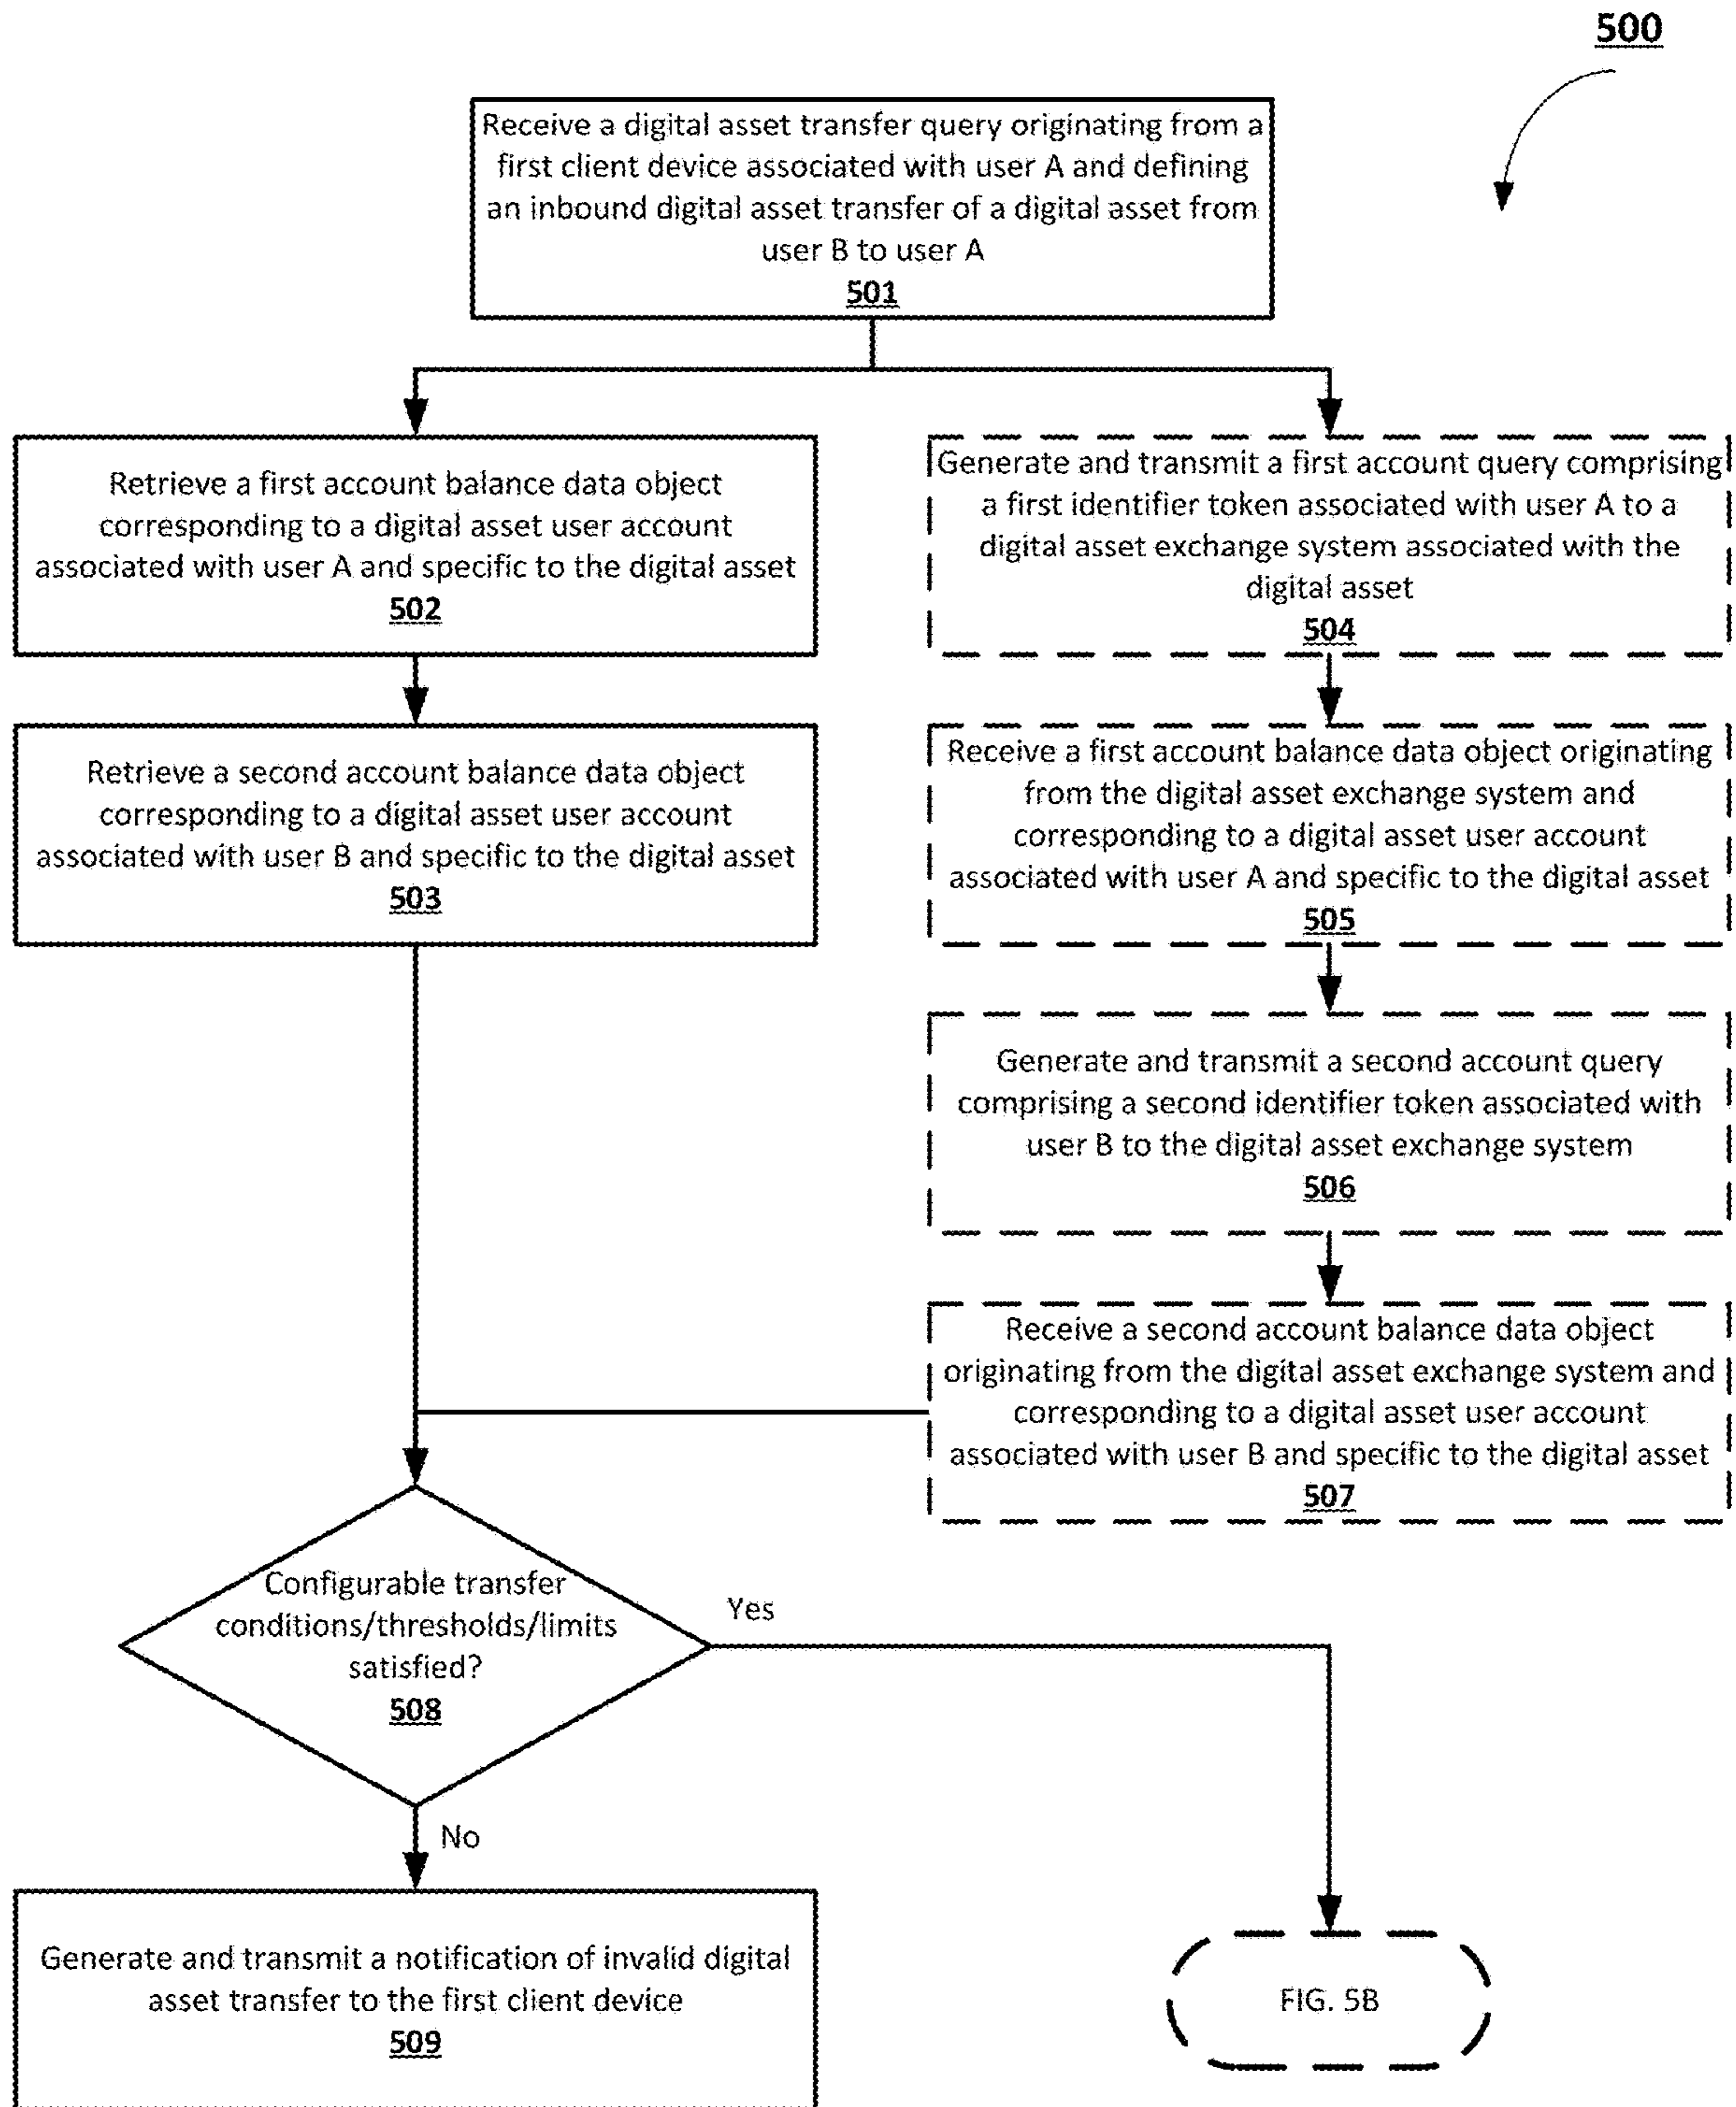 500
Receive a digital asset transfer query originating from a
first client device associated with user A and defining
an inbound digital asset transfer of a digital asset from
user B to user A
501
Retrieve a first account balance data object
corresponding to a digital asset user account
associated with user A and specific to the digital asset
502
Generate and transmit a first account query comprising
a first identifier token associated with user A to a
digital asset exchange system associated with the
digital asset
504
Retrieve a second account balance data object
corresponding to a digital asset user account
associated with user B and specific to the digital asset
503
Receive a first account balance data object originating
from the digital asset exchange system and
corresponding to a digital asset user account
associated with user A and specific to the digital asset
505
Generate and transmit a second account query
comprising a second identifier token associated with
user B to the digital asset exchange system
506
Receive a second account balance data object
originating from the digital asset exchange system and
corresponding to a digital asset user account
associated with user B and specific to the digital asset
507
Configurable transfer
conditions/thresholds/limits
satisfied?
508
Yes
No
Generate and transmit a notification of invalid digital
asset transfer to the first client device
509
FIG. 5B